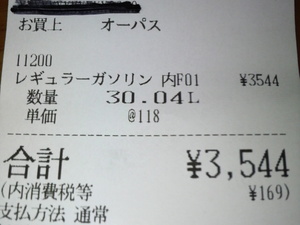 お買上　オーパス
11200
レギュラーガソリン 内F01　¥3544
数量　30.04L
単価　@118
合計　¥3,544
(内消費税等　¥169)
支払方法 通常